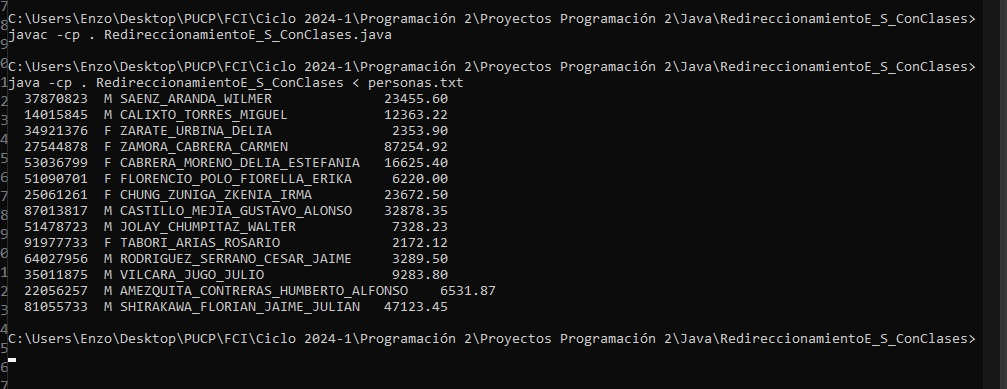 C:\Users\Enzo\Desktop\PUCP\FCI\Ciclo 2024-1\Programación 2\Proyectos Programación 2\Java\RedireccionamientoE_S_ConClases>
javac -cp . RedireccionamientoE_S_ConClases.java
C:\Users\Enzo\Desktop\PUCP\FCI\Ciclo 2024-1\Programación 2\Proyectos Programación 2\Java\RedireccionamientoE_S_ConClases>
java -cp . RedireccionamientoE_S_ConClases < personas.txt
37870823  M SAENZ_ARANDA_WILMER              23455.60
14015845  M CALIXTO_TORRES_MIGUEL            12363.22
34921376  F ZARATE_URBINA_DELIA               2353.90
27544878  F ZAMORA_CABRERA_CARMEN            87254.92
53036799  F CABRERA_MORENO_DELIA_ESTEFANIA   16625.40
51090701  F FLORENCIO_POLO_FIORELLA_ERIKA     6220.00
25061261  F CHUNG_ZUNIGA_ZKENIA_IRMA         23672.50
87013817  M CASTILLO_MEJIA_GUSTAVO_ALONSO    32878.35
51478723  M JOLAY_CHUMPITAZ_WALTER            7328.23
91977733  F TABORI_ARIAS_ROSARIO              2172.12
64027956  M RODRIGUEZ_SERRANO_CESAR_JAIME     3289.50
35011875  M VILCARA_JUGO_JULIO                9283.80
22056257  M AMEZQUITA_CONTRERAS_HUMBERTO_ALFONSO    6531.87
81055733  M SHIRAKAWA_FLORIAN_JAIME_JULIAN   47123.45
C:\Users\Enzo\Desktop\PUCP\FCI\Ciclo 2024-1\Programación 2\Proyectos Programación 2\Java\RedireccionamientoE_S_ConClases>